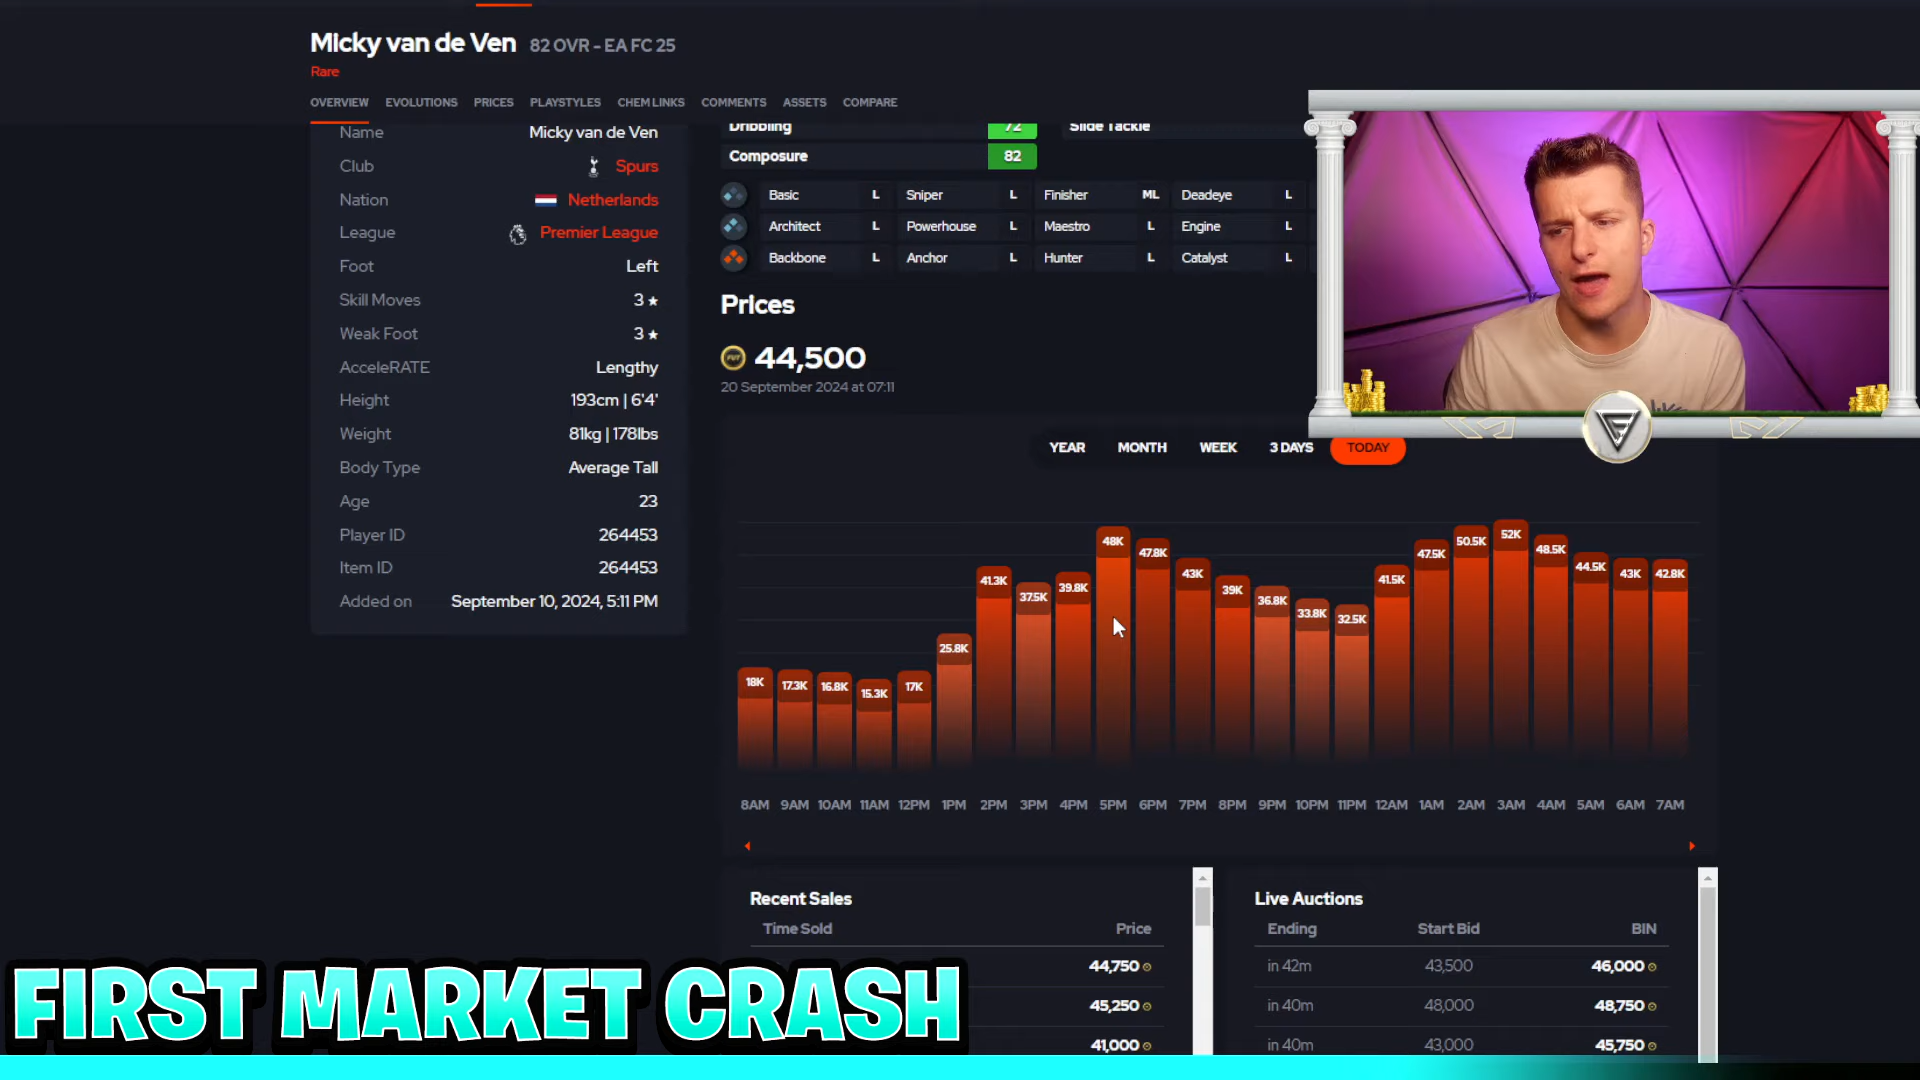 Micky van de Ven 82 OVR - EA FC 25
Rare
OVERVIEW EVOLUTIONS PRICES PLAYSTYLES CHEM LINKS COMMENTS ASSETS COMPARE
Name Micky van de Ven
Club Spurs
Nation Netherlands
League Premier League
Foot Left
Skill Moves 3 ★
Weak Foot 3 ★
AcceleRATE Lengthy
Height 193cm | 6'4'
Weight 81kg | 178lbs
Body Type Average Tall
Age 23
Player ID 264453
Item ID 264453
Added on September 10, 2024, 5:11 PM
Dribbling 72 Slide Tackle
Composure 82
Basic L Sniper L Finisher ML Deadeye L
Architect L Powerhouse L Maestro L Engine L
Backbone L Anchor L Hunter L Catalyst L
Prices
FUT 44,500
20 September 2024 at 07:11
YEAR MONTH WEEK 3 DAYS TODAY
18K 17.3K 16.8K 15.3K 17K 25.8K 41.3K 37.5K 39.8K 48K 47.8K 43K 39K 36.8K 33.8K 32.5K 41.5K 47.5K 50.5K 52K 48.5K 44.5K 43K 42.8K
8AM 9AM 10AM 11AM 12PM 1PM 2PM 3PM 4PM 5PM 6PM 7PM 8PM 9PM 10PM 11PM 12AM 1AM 2AM 3AM 4AM 5AM 6AM 7AM
Recent Sales
Time Sold Price
44,750
45,250
41,000
Live Auctions
Ending Start Bid BIN
in 42m 43,500 46,000
in 40m 48,000 48,750
in 40m 43,000 45,750
FIRST MARKET CRASH